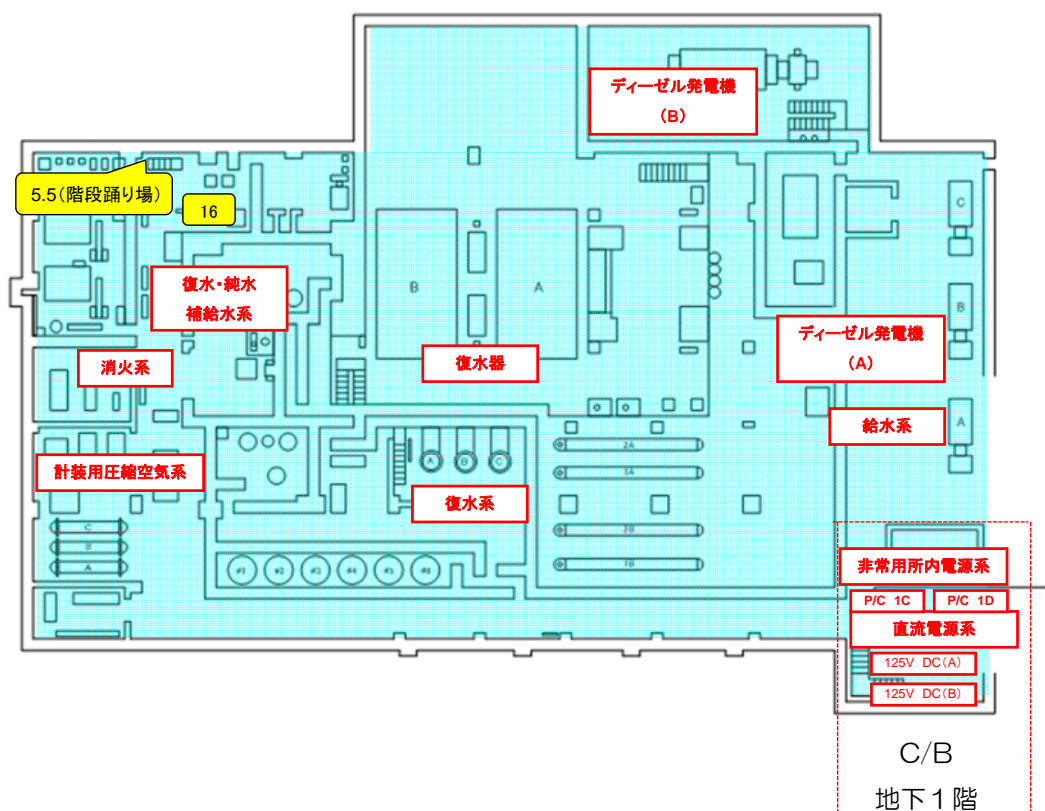 ディーゼル発電機
(B)
5.5(階段踊り場)
16
C
復水・純水
補給水系
B
A
B
ディーゼル発電機
(A)
消火系
復水器
給水系
A
2A
計装用圧縮空気系
A
B
C
1A
復水系
C
2B
B
非常用所内電源系
A
#1
#2
#3
#4
#5
#6
1B
P/C 1C
P/C 1D
直流電源系
125V DC(A)
125V DC(B)
C/B
地下1階